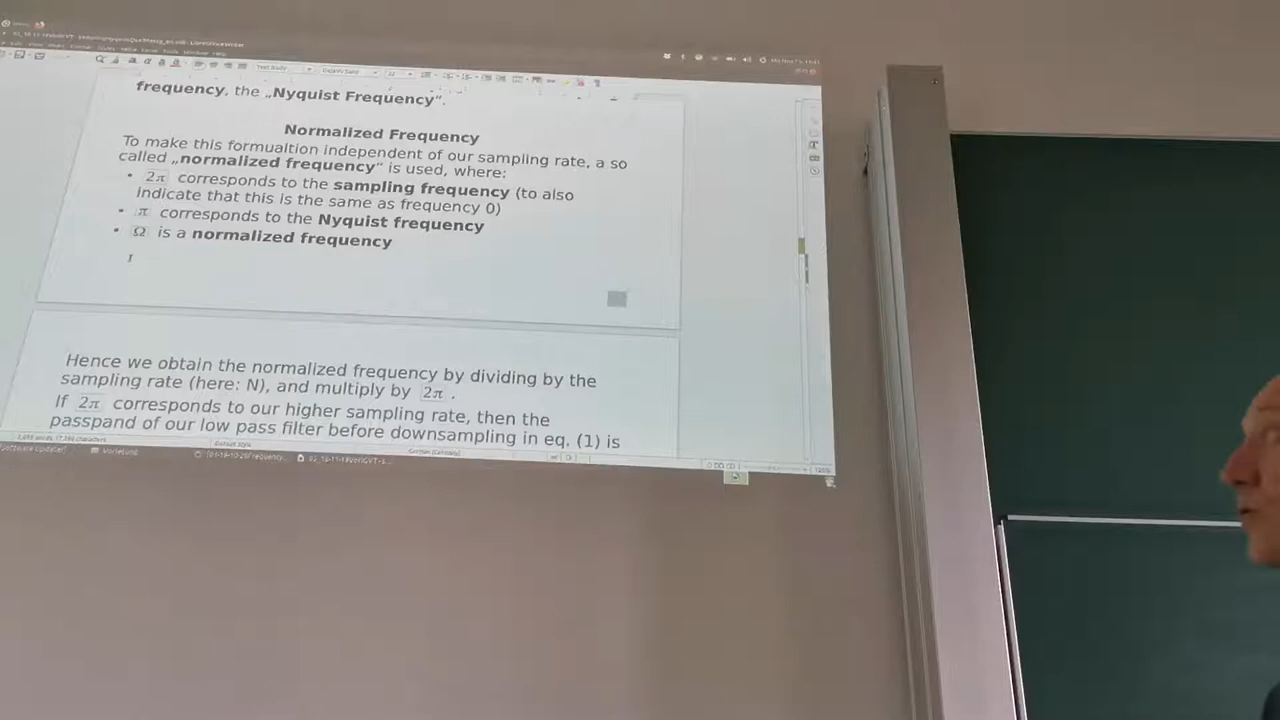 frequency, the „Nyquist Frequency“.
Normalized Frequency
To make this formualtion independent of our sampling rate, a so
called „normalized frequency“ is used, where:
• 2π corresponds to the sampling frequency (to also
indicate that this is the same as frequency 0)
• π corresponds to the Nyquist frequency
• Ω is a normalized frequency
Hence we obtain the normalized frequency by dividing by the
sampling rate (here: N), and multiply by 2π .
If 2π corresponds to our higher sampling rate, then the
passpand of our low pass filter before downsampling in eq. (1) is